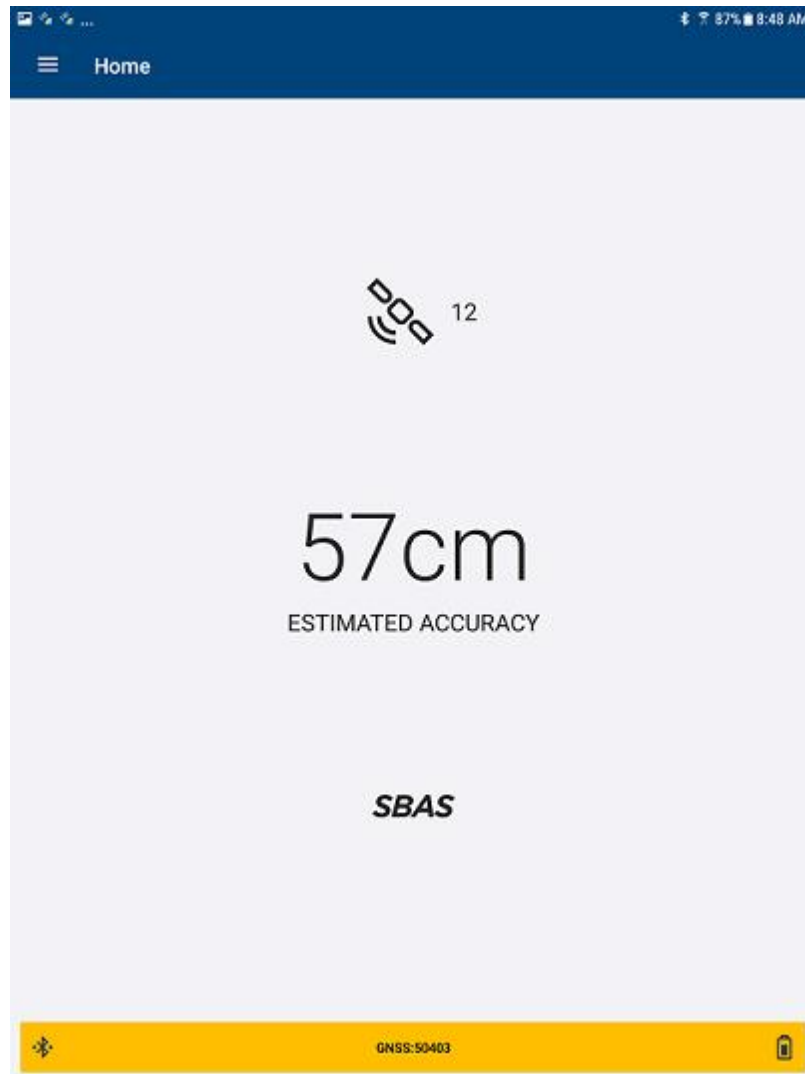 ... 87% 8:48 AM
Home
12
57cm
ESTIMATED ACCURACY
SBAS
GNSS:50403